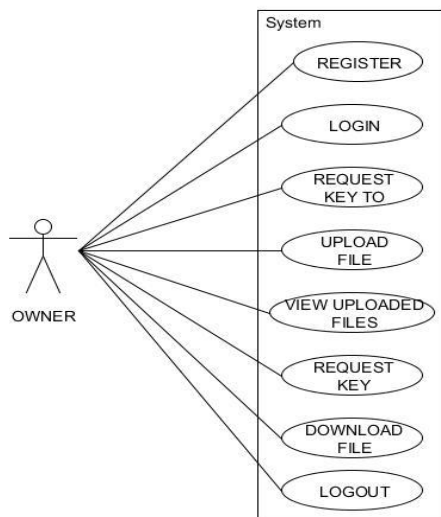 System
REGISTER
LOGIN
REQUEST
KEY TO
UPLOAD
FILE
OWNER
VIEW UPLOADED
FILES
REQUEST
KEY
DOWNLOAD
FILE
LOGOUT